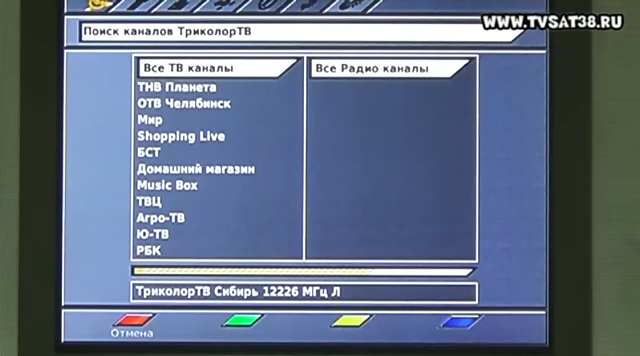 WWW.TVSAT38.RU
Поиск каналов ТриколорТВ
Все ТВ каналы
Все Радио каналы
ТНВ Планета
ОТВ Челябинск
Мир
Shopping Live
БСТ
Домашний магазин
Music Box
ТВЦ
Агро-ТВ
Ю-ТВ
РБК
ТриколорТВ Сибирь 12226 МГц Л
Отмена